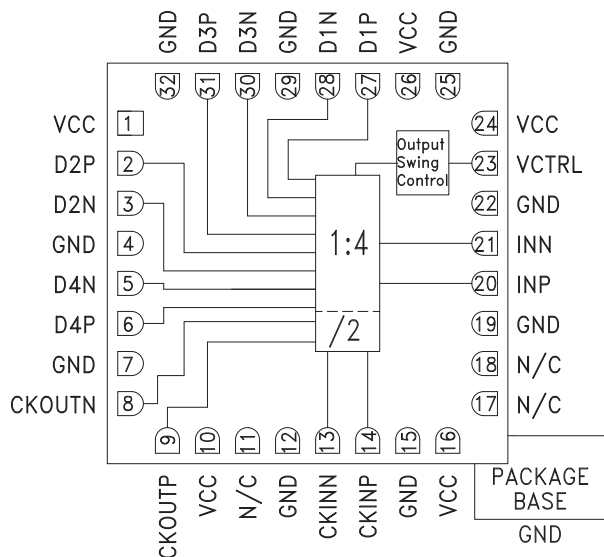 GND
D3P
D3N
GND
D1N
D1P
VCC
GND
32
31
30
29
28
27
26
25
VCC 1
D2P 2
D2N 3
GND 4
D4N 5
D4P 6
GND 7
CKOUTN 8
Output
Swing
Control
1:4
/2
24 VCC
23 VCTRL
22 GND
21 INN
20 INP
19 GND
18 N/C
17 N/C
9
10
11
12
13
14
15
16
CKOUTP
VCC
N/C
GND
CKINN
CKINP
GND
VCC
PACKAGE
BASE
GND